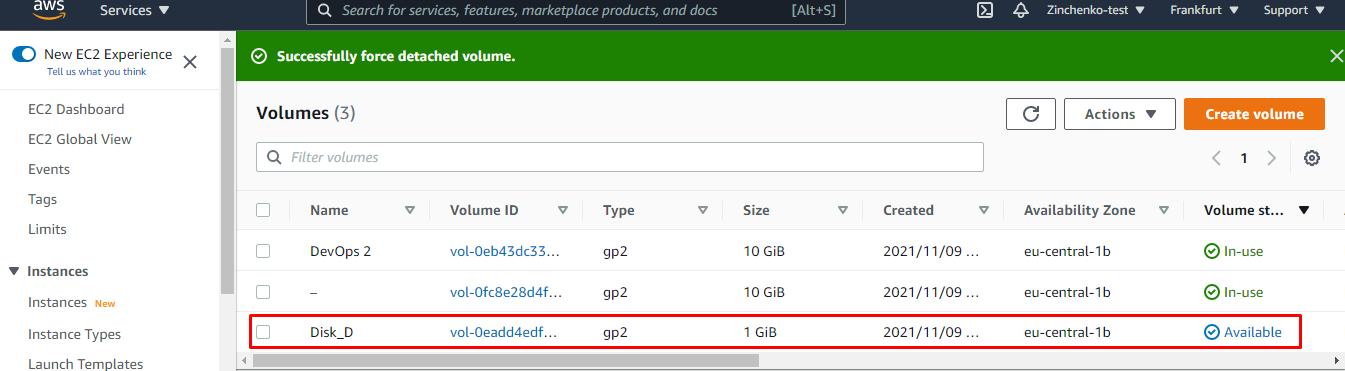 aws Services ▼ Search for services, features, marketplace products, and docs [Alt+S] Zinchenko-test ▼ Frankfurt ▼ Support ▼
New EC2 Experience
Tell us what you think
EC2 Dashboard
EC2 Global View
Events
Tags
Limits
Instances
Instances New
Instance Types
Launch Templates
Successfully force detached volume.
Volumes (3) Actions ▼ Create volume
Filter volumes 1
Name Volume ID Type Size Created Availability Zone Volume st...
DevOps 2 vol-0eb43dc33... gp2 10 GiB 2021/11/09 ... eu-central-1b In-use
– vol-0fc8e28d4f... gp2 10 GiB 2021/11/09 ... eu-central-1b In-use
Disk_D vol-0eadd4edf... gp2 1 GiB 2021/11/09 ... eu-central-1b Available